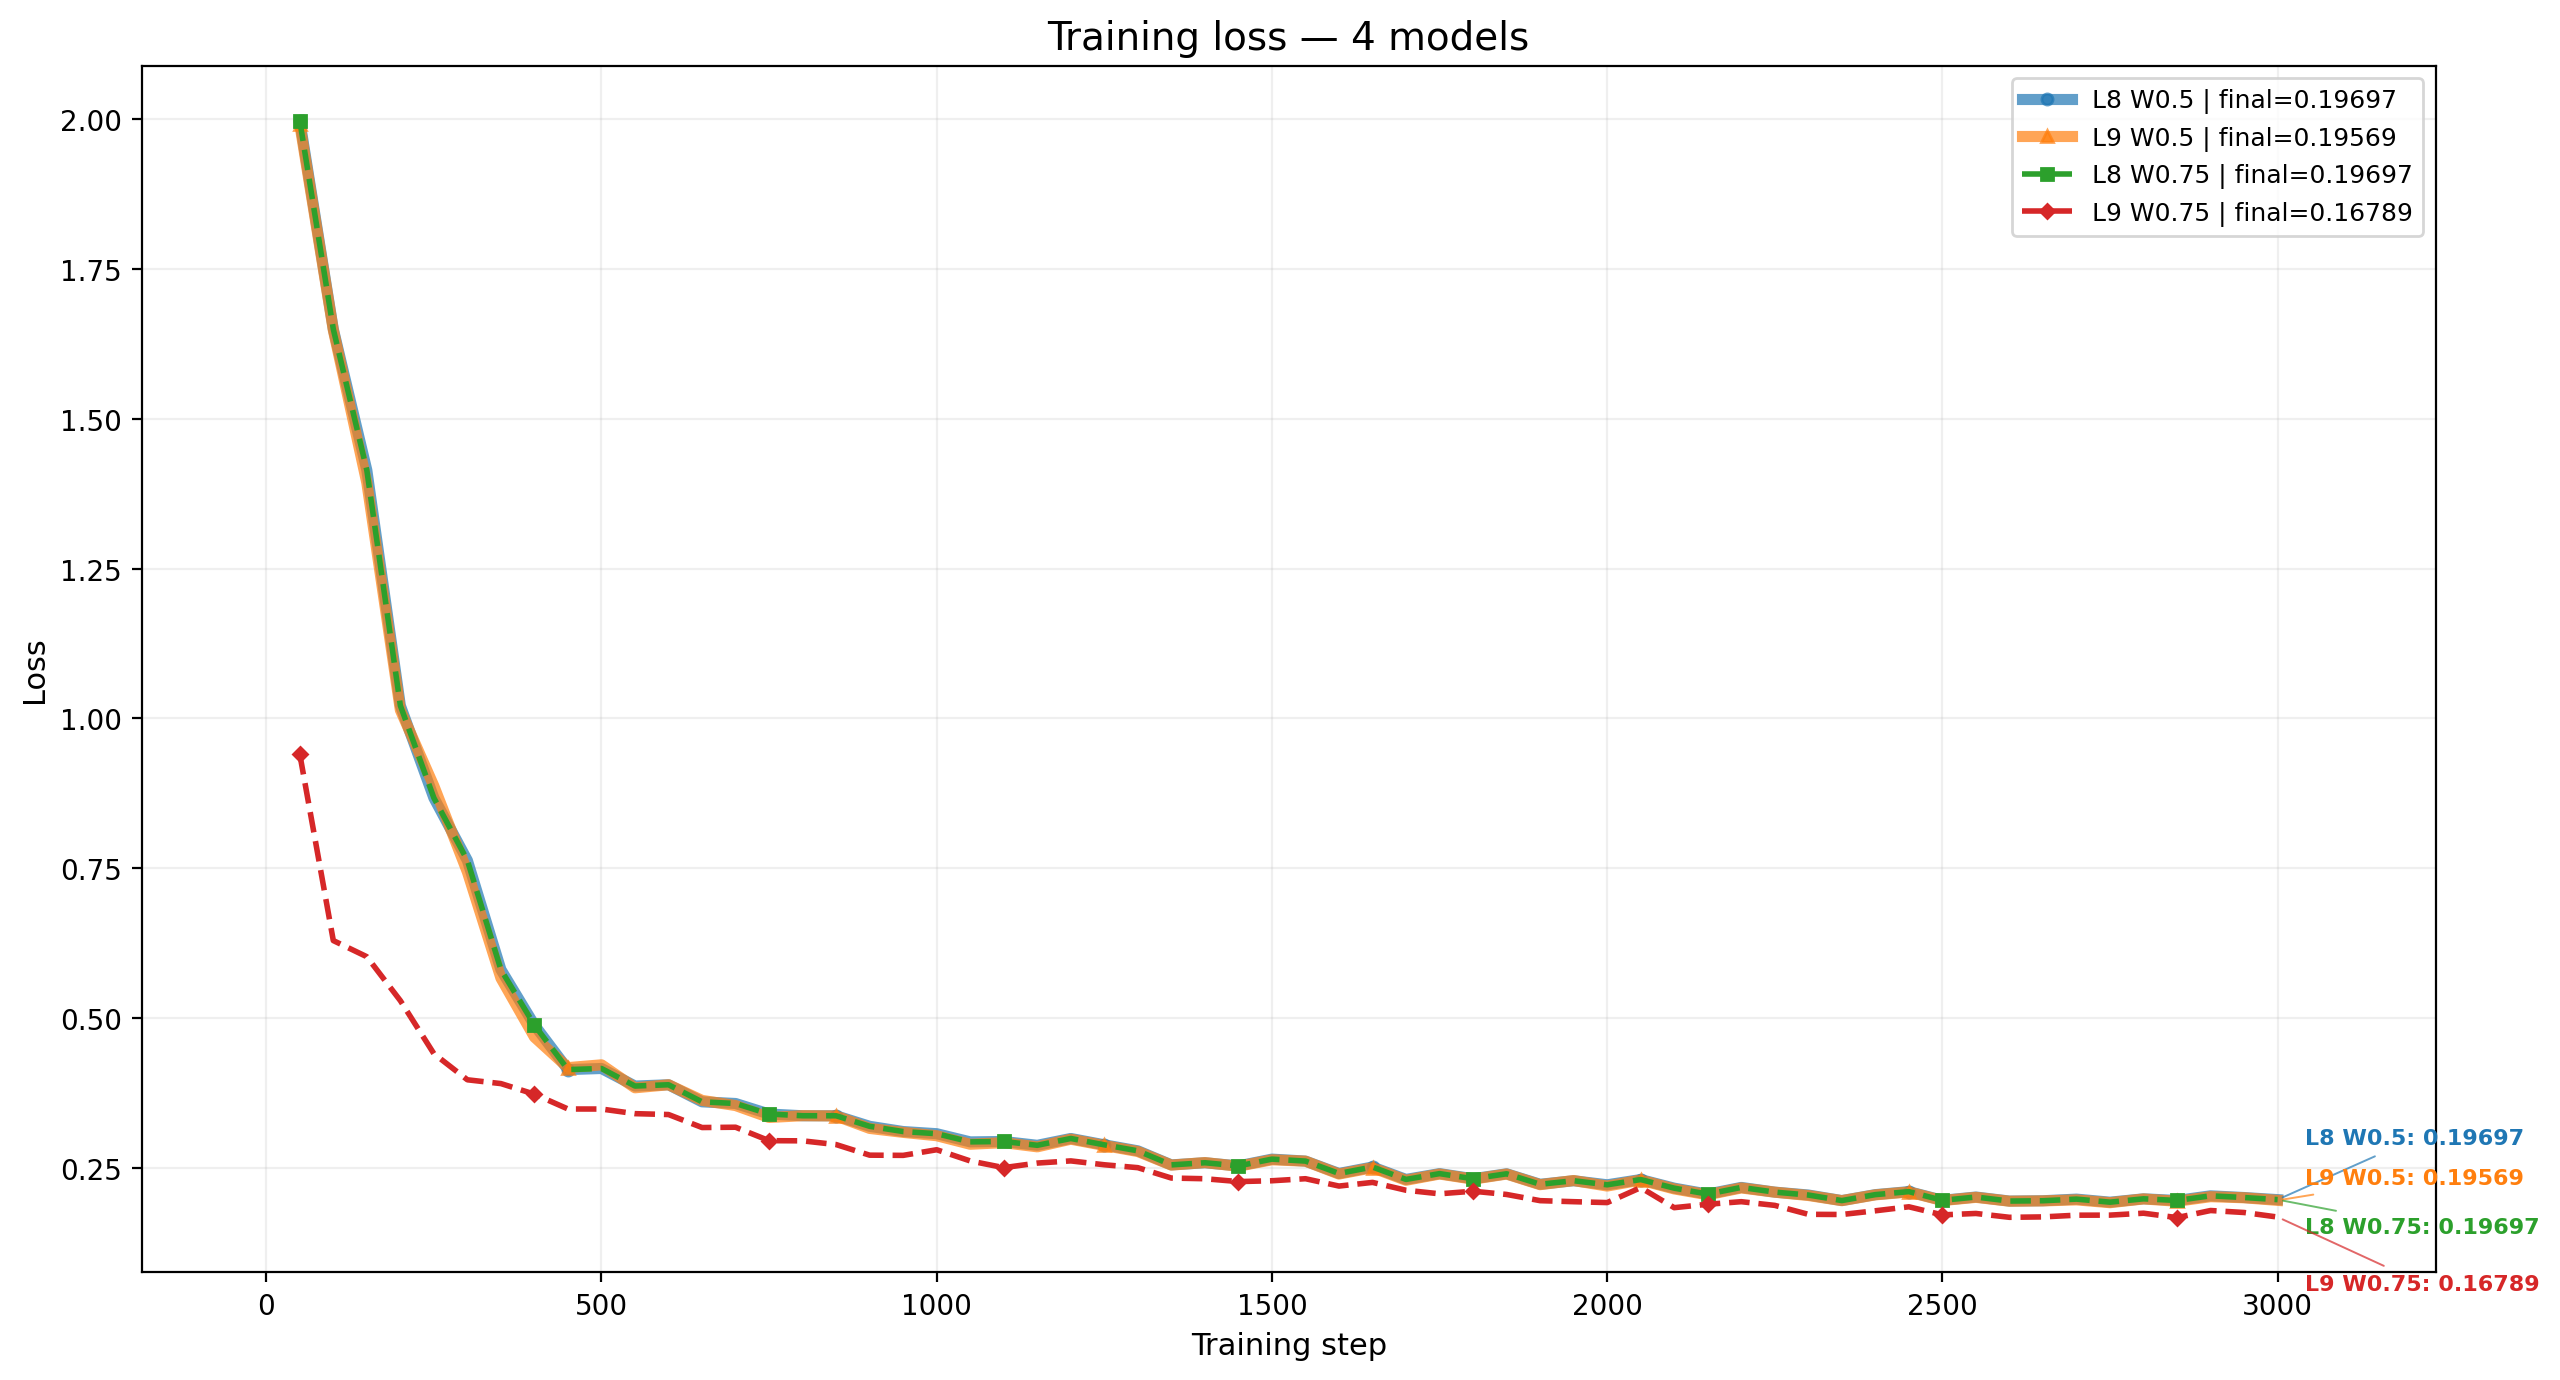 Training loss — 4 models
L8 W0.5 | final=0.19697
L9 W0.5 | final=0.19569
L8 W0.75 | final=0.19697
L9 W0.75 | final=0.16789
Loss
2.00
1.75
1.50
1.25
1.00
0.75
0.50
0.25
L8 W0.5: 0.19697
L9 W0.5: 0.19569
L8 W0.75: 0.19697
L9 W0.75: 0.16789
0 500 1000 1500 2000 2500 3000
Training step